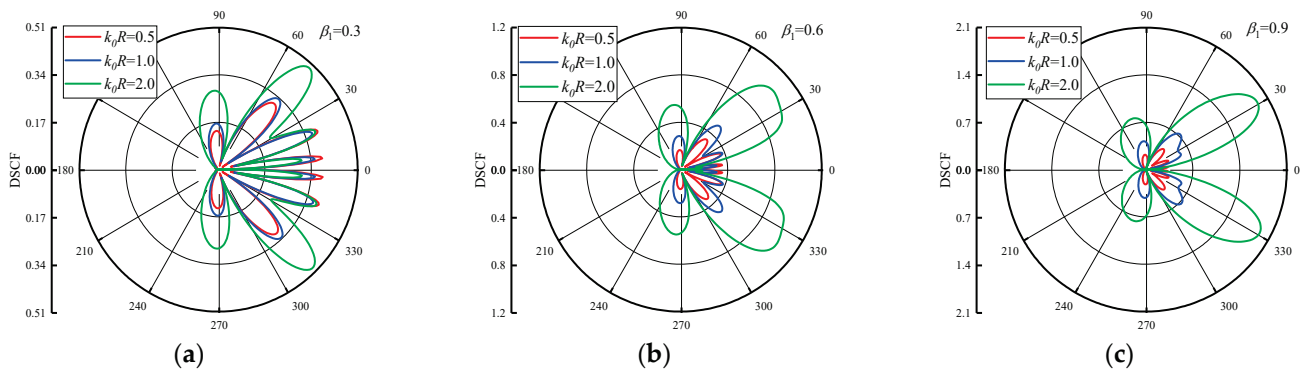 0.51
0.34
0.17
0.00
0.17
0.34
0.51
DSCF
k0R=0.5
k0R=1.0
k0R=2.0
β1=0.3
90
60
30
0
330
300
270
240
210
180
(a)
1.2
0.8
0.4
0.0
0.4
0.8
1.2
DSCF
k0R=0.5
k0R=1.0
k0R=2.0
β1=0.6
90
60
30
0
330
300
270
240
210
180
(b)
2.1
1.4
0.7
0.0
0.7
1.4
2.1
DSCF
k0R=0.5
k0R=1.0
k0R=2.0
β1=0.9
90
60
30
0
330
300
270
240
210
180
(c)